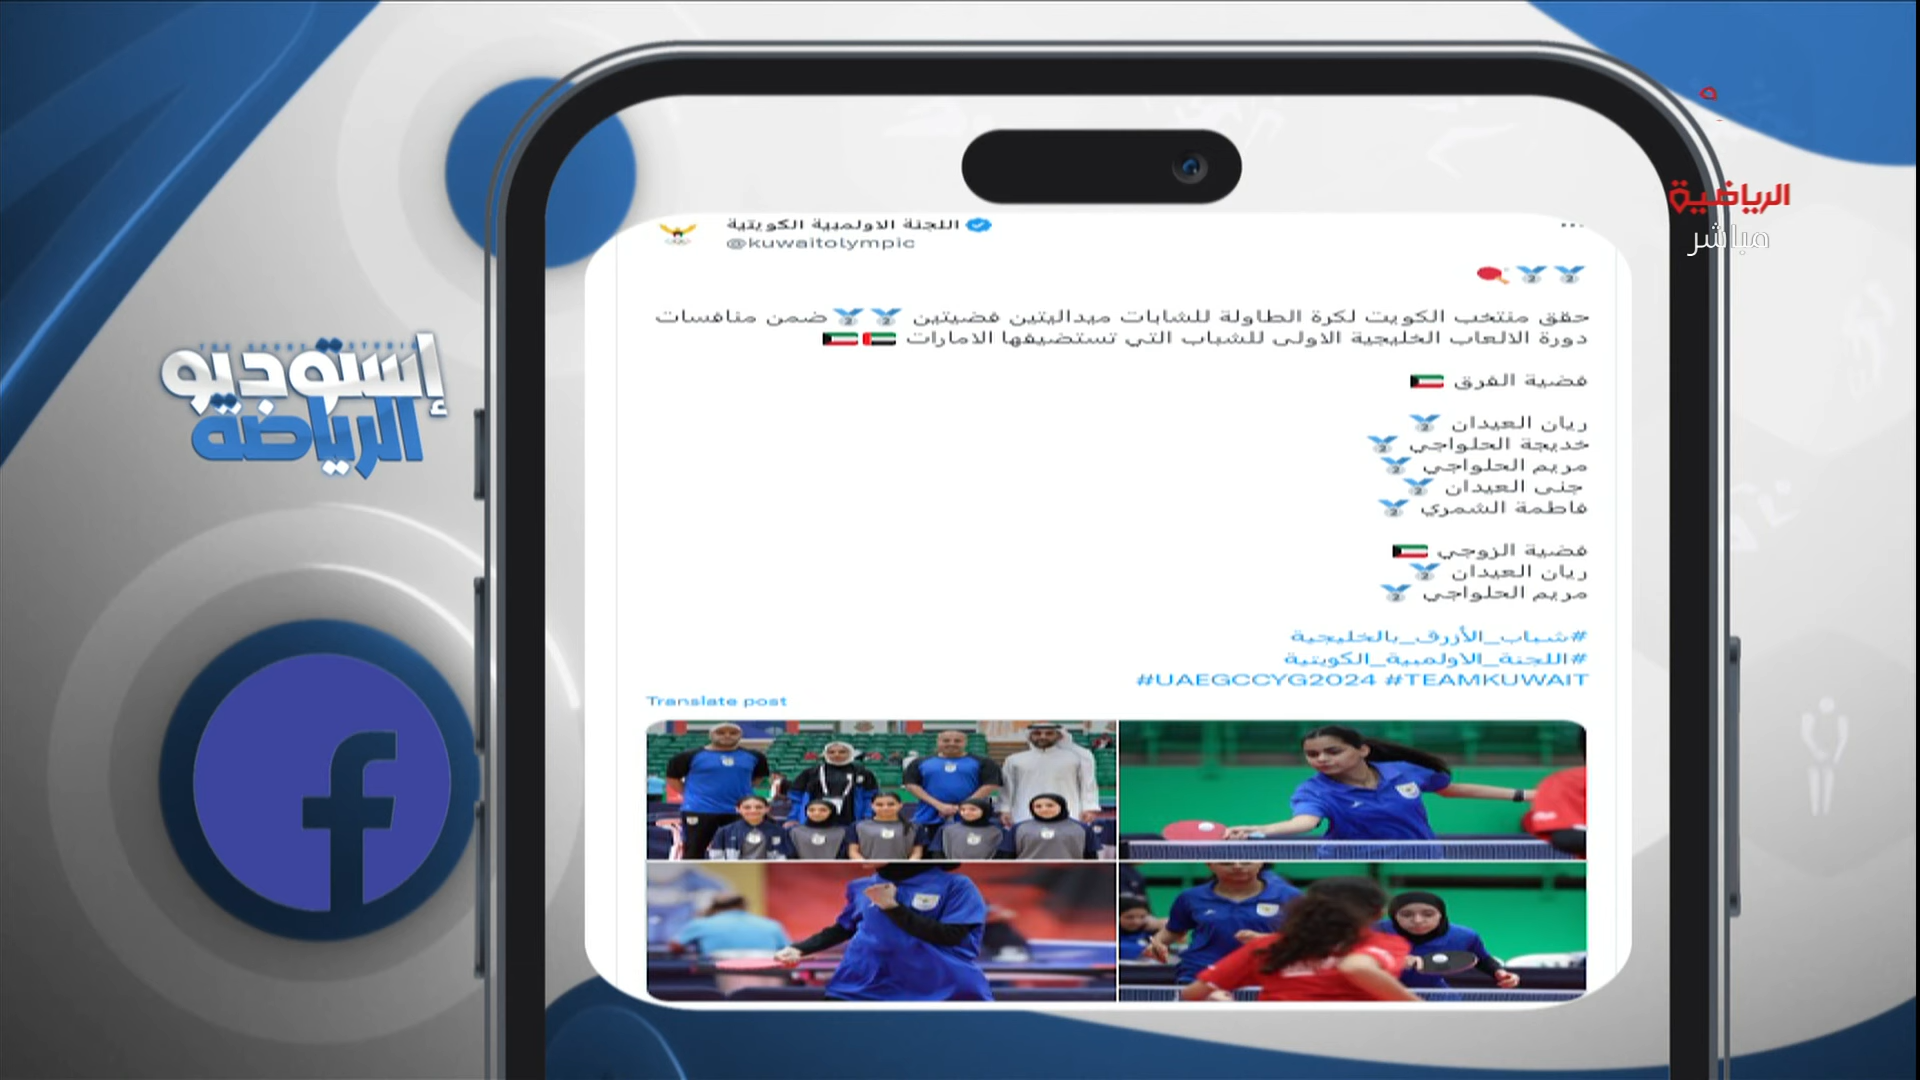 اللجنة الاولمبية الكويتية
@kuwaitolympic
حقق منتخب الكويت لكرة الطاولة للشابات ميداليتين فضيتين 🥈🥈 ضمن منافسات
دورة الالعاب الخليجية الاولى للشباب التي تستضيفها الامارات 🇦🇪🇰🇼
فضية الفرق 🇰🇼
ريان العيدان 🥈
خديجة الحلواجي 🥈
مريم الحلواجي 🥈
جنى العيدان 🥈
فاطمة الشمري 🥈
فضية الزوجي 🇰🇼
ريان العيدان 🥈
مريم الحلواجي 🥈
#شباب_الأزرق_بالخليجية
#اللجنة_الاولمبية_الكويتية
#UAEGCCYG2024 #TEAMKUWAIT
Translate post
إستوديو
الرياضة
الرياضية
مباشر